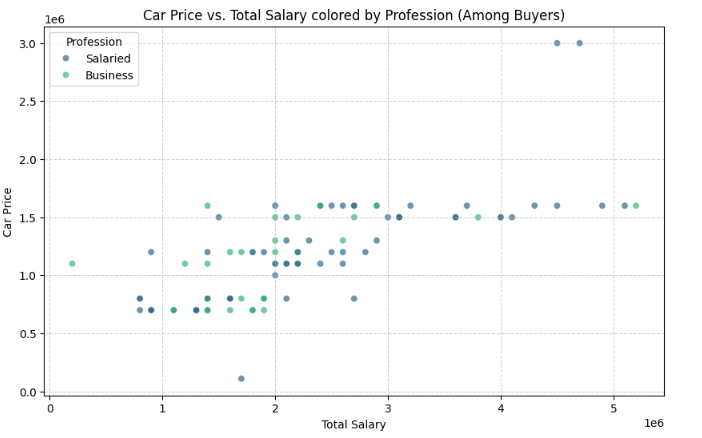 Car Price vs. Total Salary colored by Profession (Among Buyers)
1e6
Profession
Salaried
Business
3.0
2.5
2.0
1.5
1.0
0.5
0.0
Car Price
0 1 2 3 4 5
1e6
Total Salary